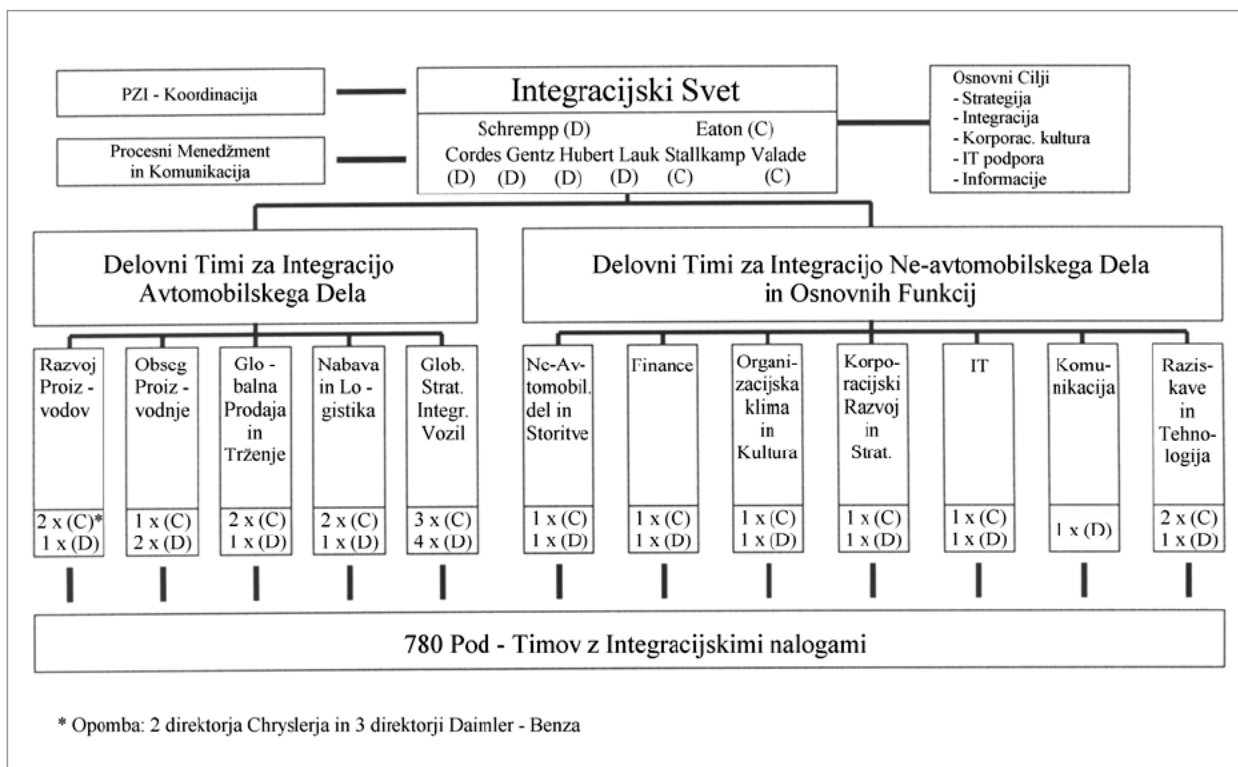 PZI - Koordinacija
Procesni Menedžment
in Komunikacija
Integracijski Svet
Schrempp (D) Eaton (C)
Cordes Gentz Hubert Lauk Stallkamp Valade
(D) (D) (D) (D) (C) (C)
Osnovni Cilji
- Strategija
- Integracija
- Korporac. kultura
- IT podpora
- Informacije
Delovni Timi za Integracijo
Avtomobilskega Dela
Delovni Timi za Integracijo Ne-avtomobilskega Dela
in Osnovnih Funkcij
Razvoj
Proiz -
vodov
2 x (C)*
1 x (D)
Obseg
Proiz -
vodnje
1 x (C)
2 x (D)
Glo -
balna
Prodaja
in
Trženje
2 x (C)
1 x (D)
Nabava
in Lo -
gistika
2 x (C)
1 x (D)
Glob.
Strat.
Integr.
Vozil
3 x (C)
4 x (D)
Ne-Av-
tomobil.
del in
Storitve
1 x (C)
1 x (D)
Finance
1 x (C)
1 x (D)
Organi-
zacijska
klima
in
Kultura
1 x (C)
1 x (D)
Korpo-
racijski
Razvoj
in
Strat.
1 x (C)
1 x (D)
IT
1 x (C)
1 x (D)
Komu-
nikacija
1 x (D)
Razis-
kave
in
Tehno-
logija
2 x (C)
1 x (D)
780 Pod - Timov z Integracijskimi nalogami
* Opomba: 2 direktorja Chryslerja in 3 direktorji Daimler - Benza